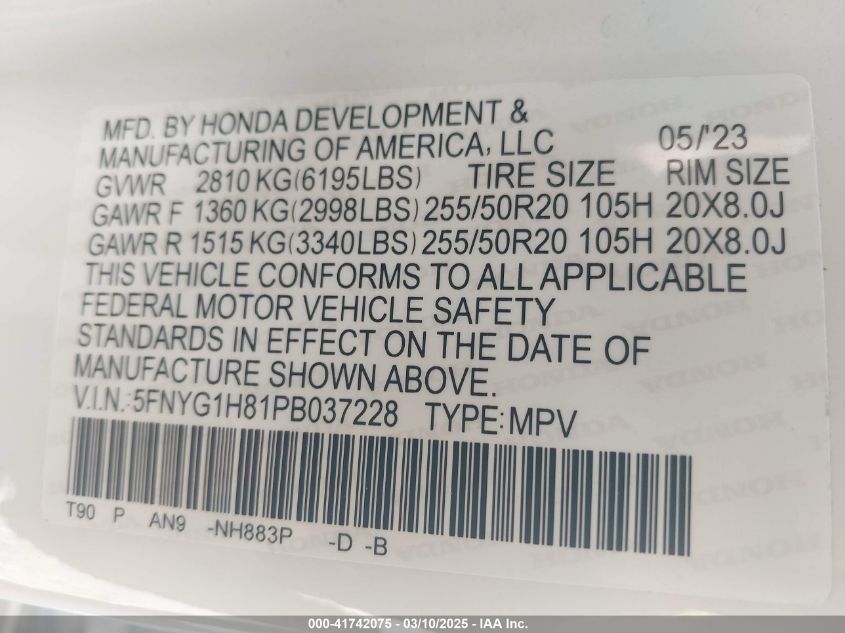 MFD. BY HONDA DEVELOPMENT &
MANUFACTURING OF AMERICA, LLC 05/'23
GVWR 2810 KG(6195LBS) TIRE SIZE RIM SIZE
GAWR F 1360 KG(2998LBS) 255/50R20 105H 20X8.0J
GAWR R 1515 KG(3340LBS) 255/50R20 105H 20X8.0J
THIS VEHICLE CONFORMS TO ALL APPLICABLE
FEDERAL MOTOR VEHICLE SAFETY
STANDARDS IN EFFECT ON THE DATE OF
MANUFACTURE SHOWN ABOVE.
V.I.N.:5FNYG1H81PB037228 TYPE:MPV
T90 P AN9 -NH883P -D -B
000-41742075 — 03/10/2025 — IAA Inc.